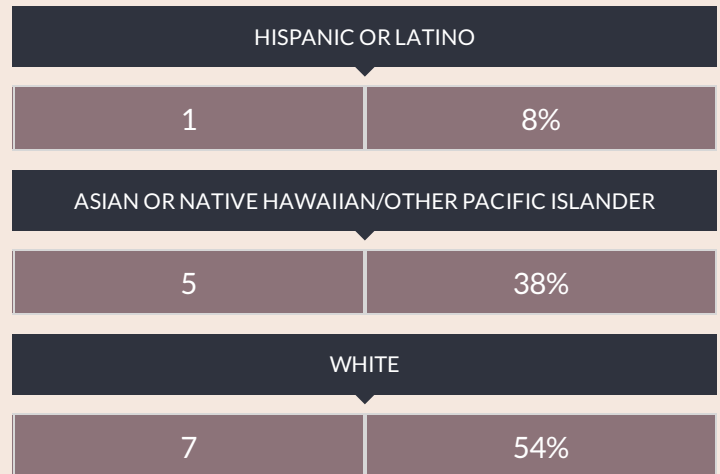 HISPANIC OR LATINO
1 8%
ASIAN OR NATIVE HAWAIIAN/OTHER PACIFIC ISLANDER
5 38%
WHITE
7 54%